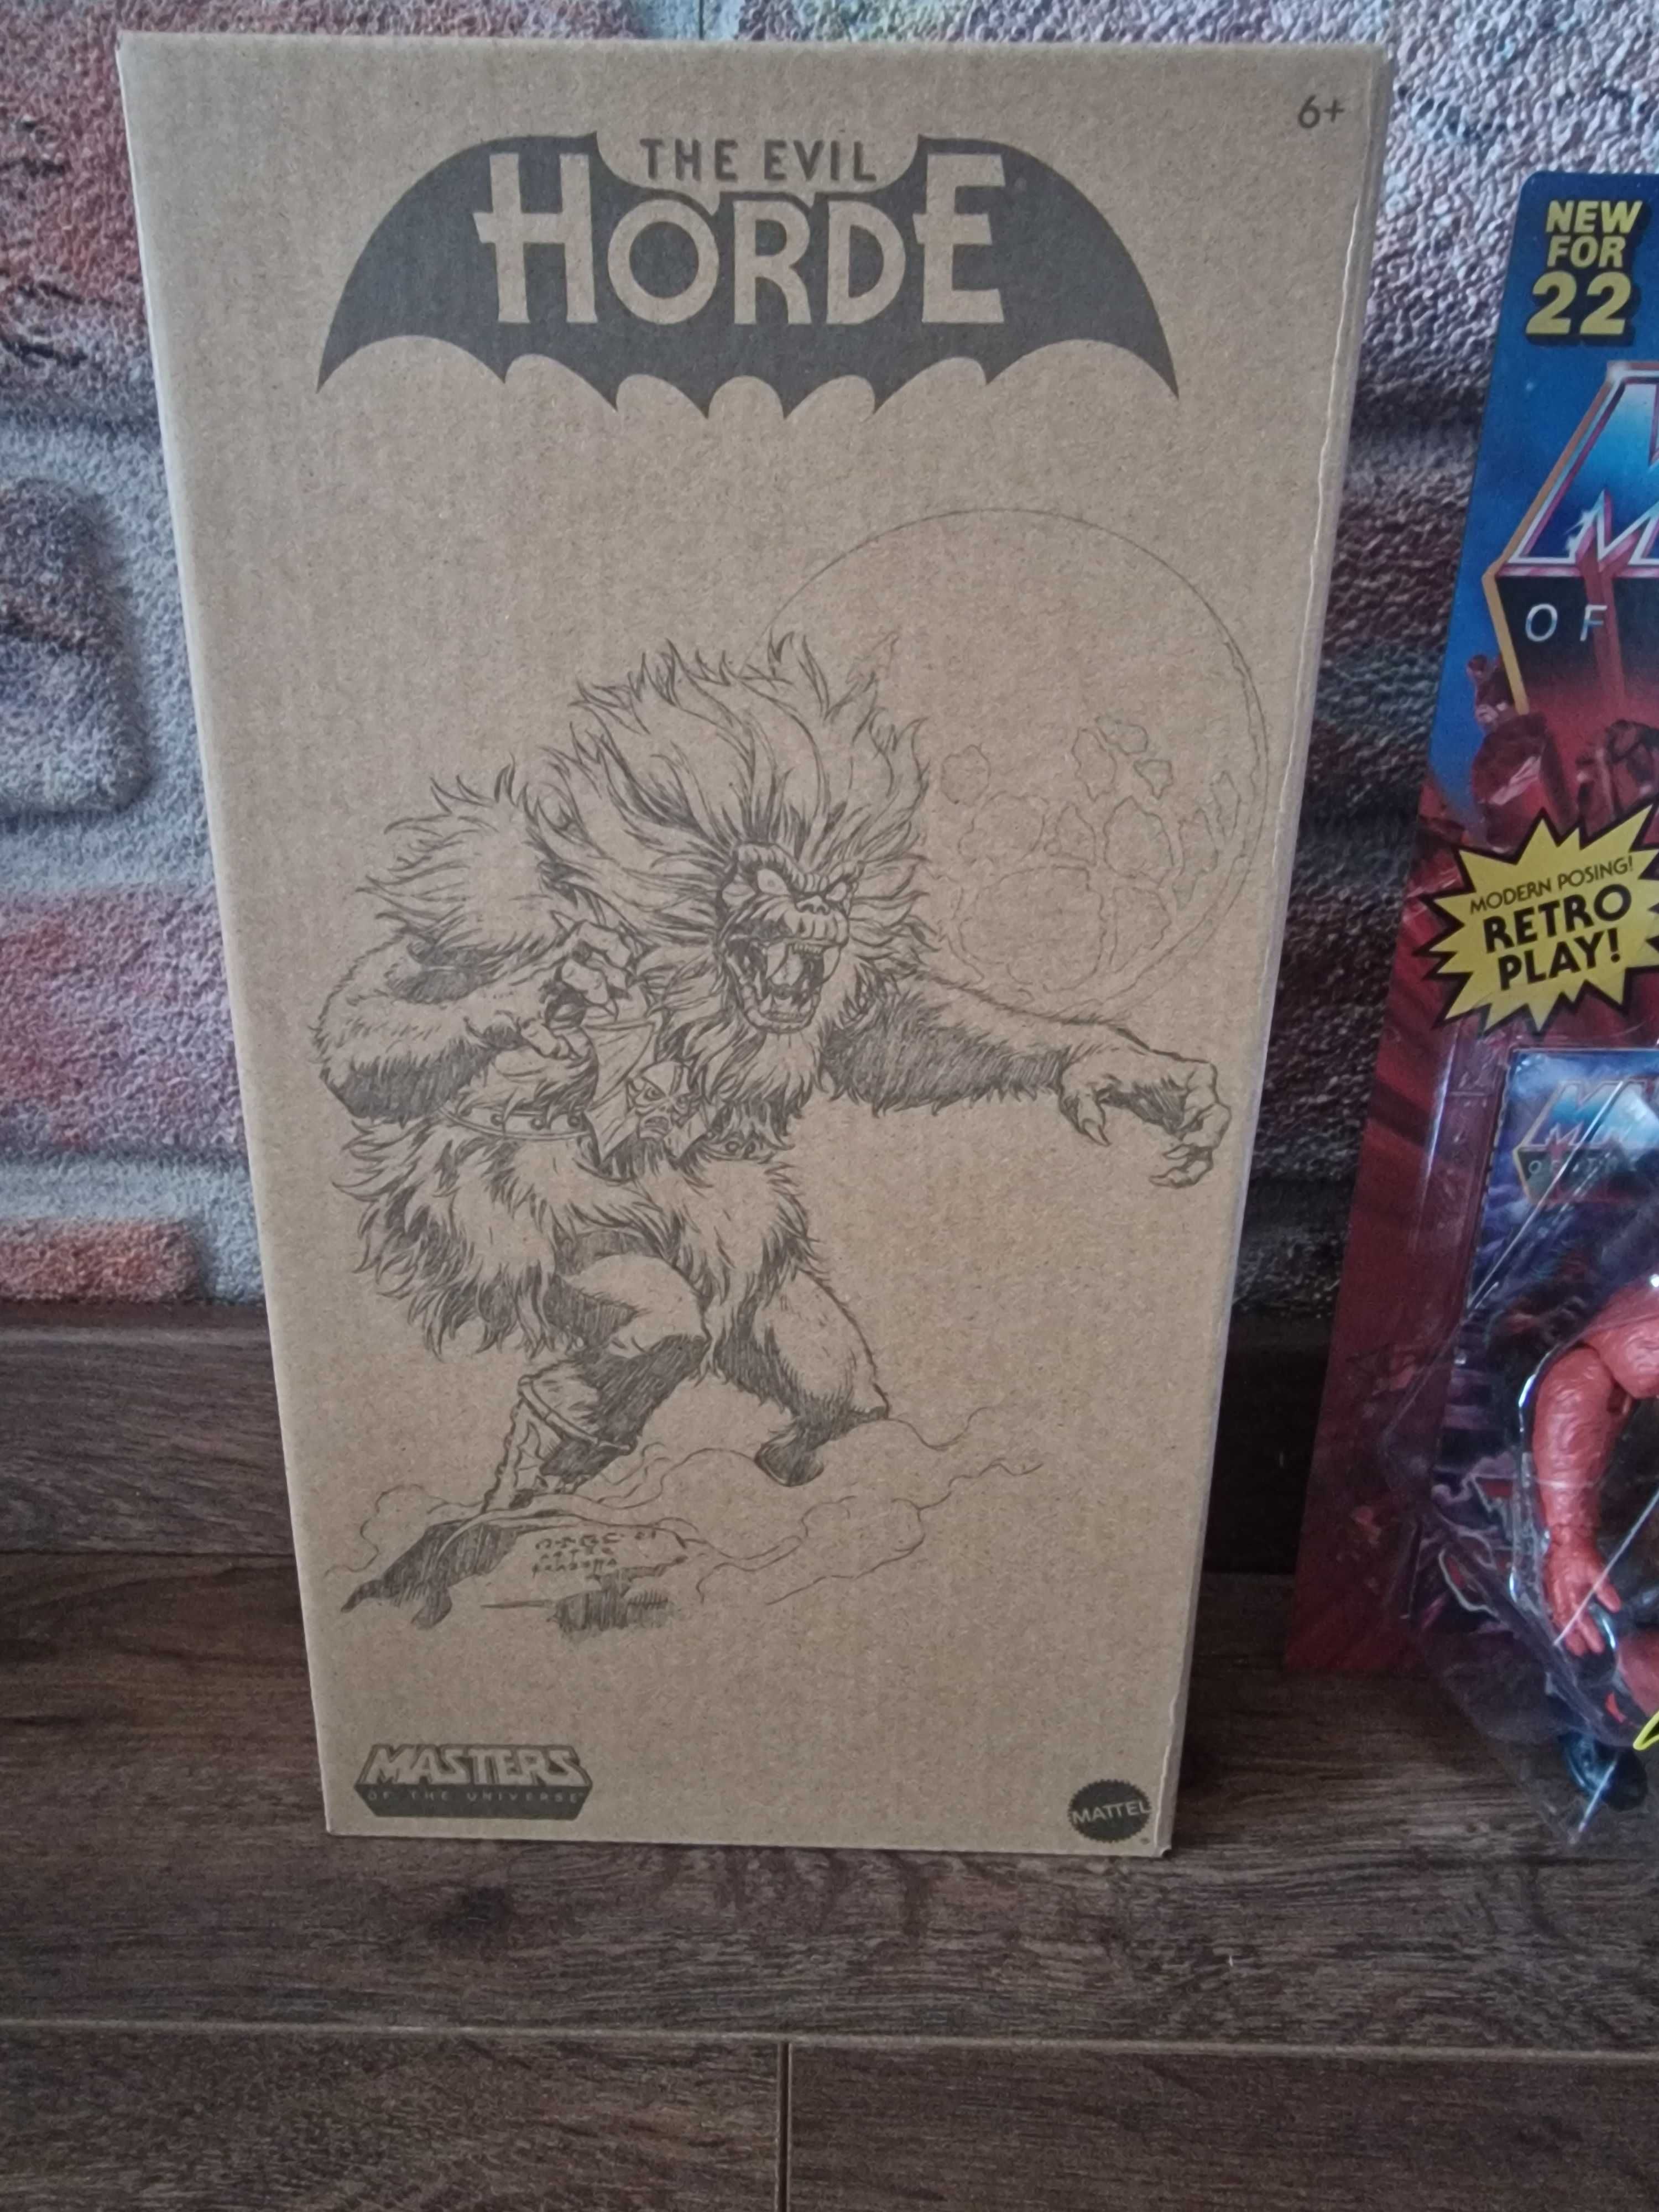 6+
THE EVIL
HORDE
MASTERS
OF THE UNIVERSE
MATTEL
NEW
FOR
22
OF
MODERN POSING!
RETRO
PLAY!